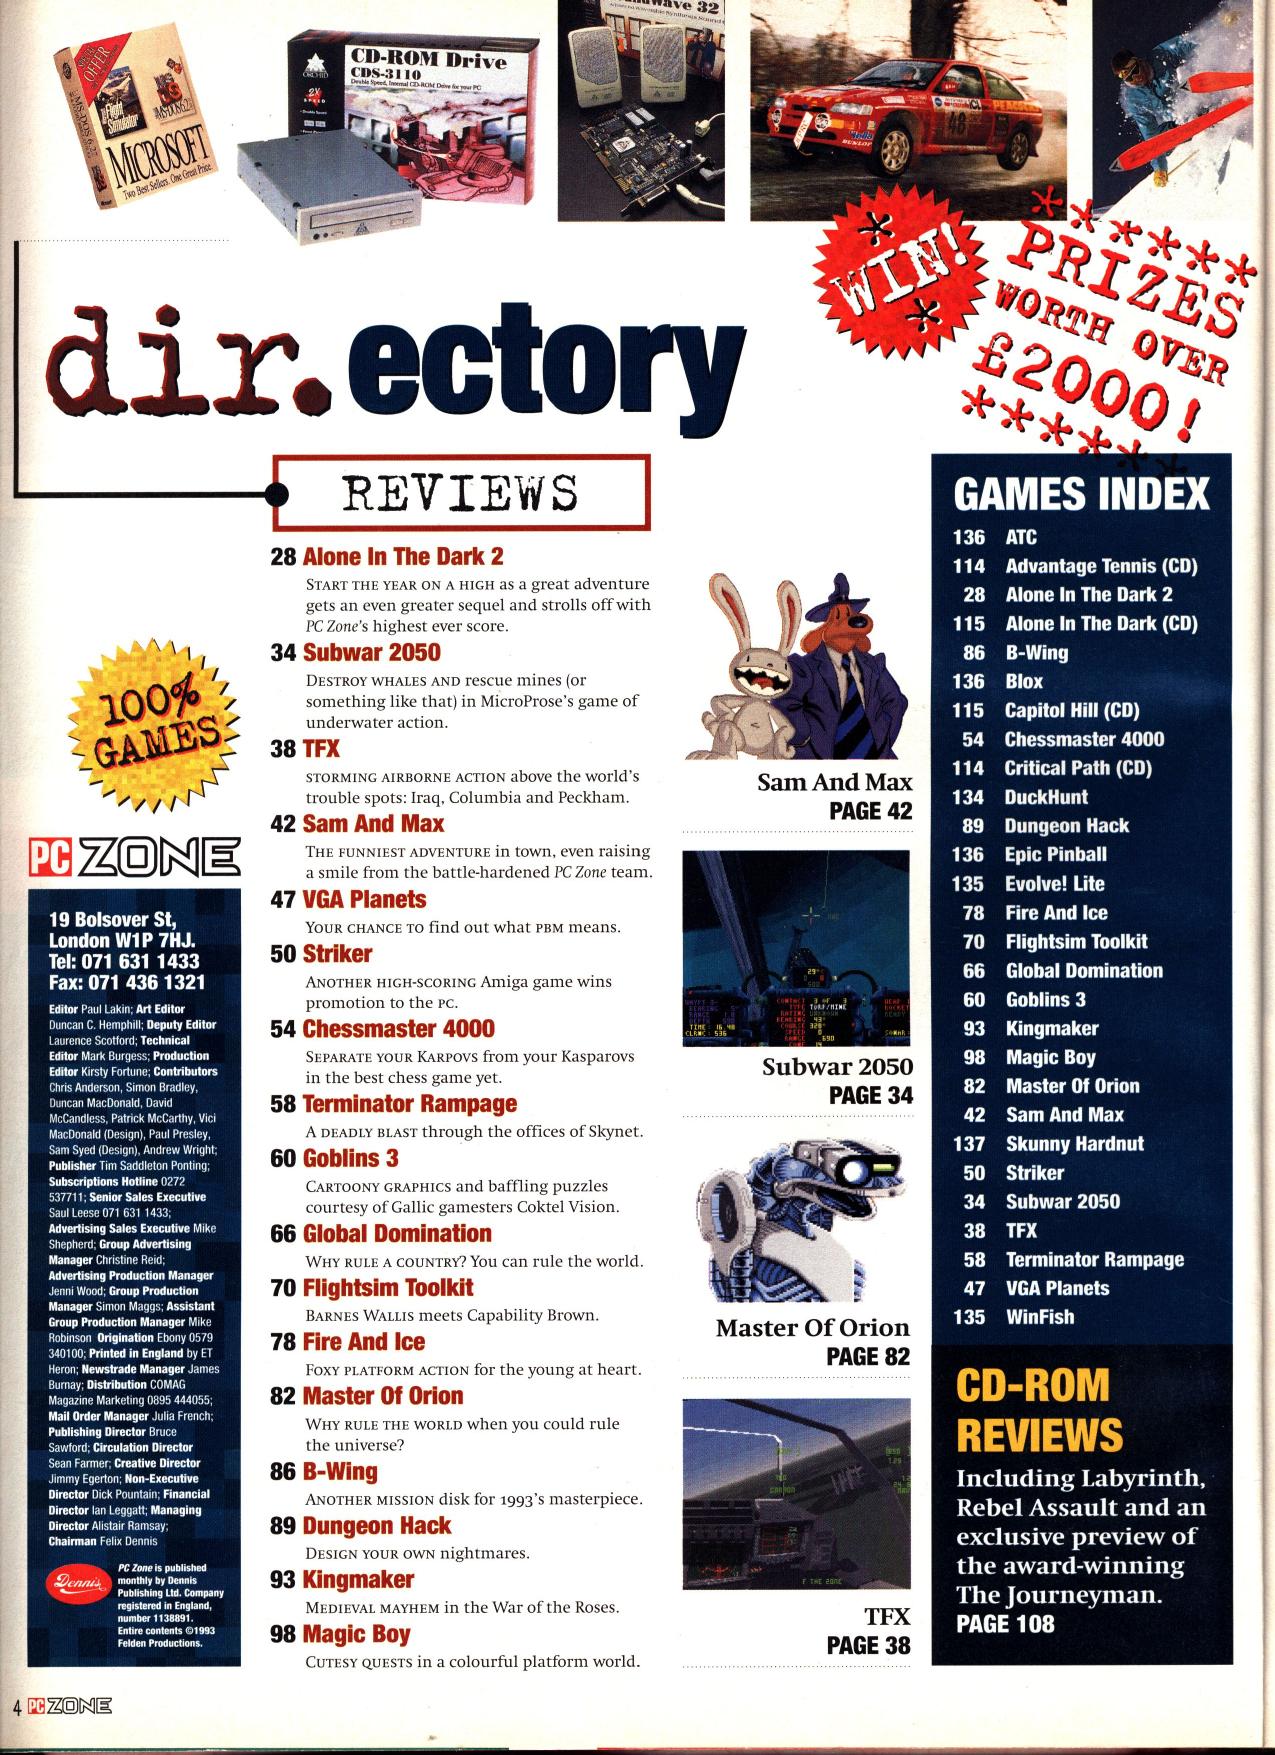 SPECIAL OFFER
Flight Simulator
MS-DOS 6.2
MICROSOFT
Two Best Sellers. One Great Price.
ORCHID
2X
SPEED
CD-ROM Drive
CDS-3110
Double Speed, Internal CD-ROM Drive for your PC
48
DUNLOP
WIN!
PRIZES
WORTH OVER
£2000!
dir.ectory
REVIEWS
28 Alone In The Dark 2
START THE YEAR ON A HIGH as a great adventure
gets an even greater sequel and strolls off with
PC Zone's highest ever score.
34 Subwar 2050
DESTROY WHALES AND rescue mines (or
something like that) in MicroProse's game of
underwater action.
38 TFX
STORMING AIRBORNE ACTION above the world's
trouble spots: Iraq, Columbia and Peckham.
42 Sam And Max
THE FUNNIEST ADVENTURE in town, even raising
a smile from the battle-hardened PC Zone team.
47 VGA Planets
YOUR CHANCE TO find out what PBM means.
50 Striker
ANOTHER HIGH-SCORING Amiga game wins
promotion to the PC.
54 Chessmaster 4000
SEPARATE YOUR KARPOVS from your Kasparovs
in the best chess game yet.
58 Terminator Rampage
A DEADLY BLAST through the offices of Skynet.
60 Goblins 3
CARTOONY GRAPHICS and baffling puzzles
courtesy of Gallic gamesters Coktel Vision.
66 Global Domination
WHY RULE A COUNTRY? You can rule the world.
70 Flightsim Toolkit
BARNES WALLIS meets Capability Brown.
78 Fire And Ice
FOXY PLATFORM ACTION for the young at heart.
82 Master Of Orion
WHY RULE THE WORLD when you could rule
the universe?
86 B-Wing
ANOTHER MISSION disk for 1993's masterpiece.
89 Dungeon Hack
DESIGN YOUR OWN nightmares.
93 Kingmaker
MEDIEVAL MAYHEM in the War of the Roses.
98 Magic Boy
CUTESY QUESTS in a colourful platform world.
100%
GAMES
PC ZONE
19 Bolsover St,
London W1P 7HJ.
Tel: 071 631 1433
Fax: 071 436 1321
Editor Paul Lakin; Art Editor
Duncan C. Hemphill; Deputy Editor
Laurence Scotford; Technical
Editor Mark Burgess; Production
Editor Kirsty Fortune; Contributors
Chris Anderson, Simon Bradley,
Duncan MacDonald, David
McCandless, Patrick McCarthy, Vici
MacDonald (Design), Paul Presley,
Sam Syed (Design), Andrew Wright;
Publisher Tim Saddleton Ponting;
Subscriptions Hotline 0272
537711; Senior Sales Executive
Saul Leese 071 631 1433;
Advertising Sales Executive Mike
Shepherd; Group Advertising
Manager Christine Reid;
Advertising Production Manager
Jenni Wood; Group Production
Manager Simon Maggs; Assistant
Group Production Manager Mike
Robinson Origination Ebony 0579
340100; Printed in England by ET
Heron; Newstrade Manager James
Burnay; Distribution COMAG
Magazine Marketing 0895 444055;
Mail Order Manager Julia French;
Publishing Director Bruce
Sawford; Circulation Director
Sean Farmer; Creative Director
Jimmy Egerton; Non-Executive
Director Dick Pountain; Financial
Director Ian Leggatt; Managing
Director Alistair Ramsay;
Chairman Felix Dennis
Dennis
PC Zone is published
monthly by Dennis
Publishing Ltd. Company
registered in England,
number 1138891.
Entire contents ©1993
Felden Productions.
Sam And Max
PAGE 42
Subwar 2050
PAGE 34
Master Of Orion
PAGE 82
TFX
PAGE 38
GAMES INDEX
136 ATC
114 Advantage Tennis (CD)
28 Alone In The Dark 2
115 Alone In The Dark (CD)
86 B-Wing
136 Blox
115 Capitol Hill (CD)
54 Chessmaster 4000
114 Critical Path (CD)
134 DuckHunt
89 Dungeon Hack
136 Epic Pinball
135 Evolve! Lite
78 Fire And Ice
70 Flightsim Toolkit
66 Global Domination
60 Goblins 3
93 Kingmaker
98 Magic Boy
82 Master Of Orion
42 Sam And Max
137 Skunny Hardnut
50 Striker
34 Subwar 2050
38 TFX
58 Terminator Rampage
47 VGA Planets
135 WinFish
CD-ROM
REVIEWS
Including Labyrinth,
Rebel Assault and an
exclusive preview of
the award-winning
The Journeyman.
PAGE 108
4 PC ZONE